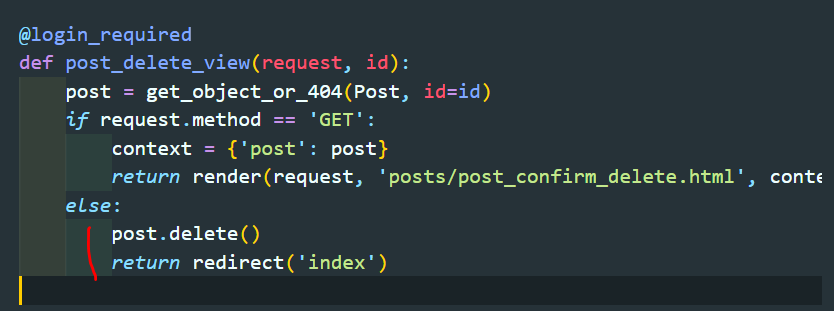 @login_required
def post_delete_view(request, id):
    post = get_object_or_404(Post, id=id)
    if request.method == 'GET':
        context = {'post': post}
        return render(request, 'posts/post_confirm_delete.html', conte
    else:
        post.delete()
        return redirect('index')